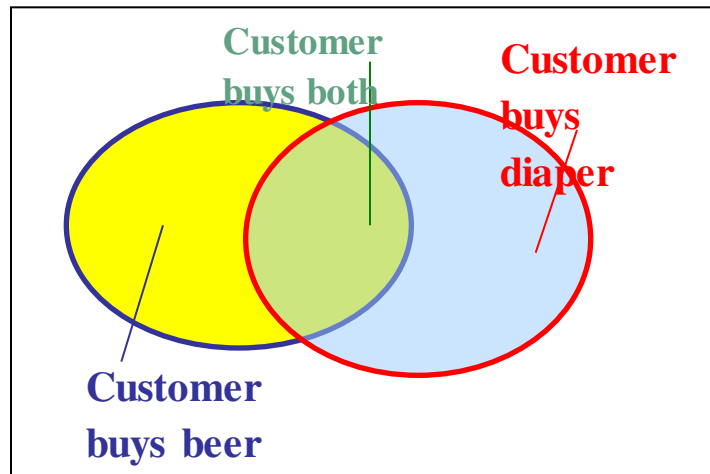 Customer
buys both
Customer
buys
diaper
Customer
buys beer